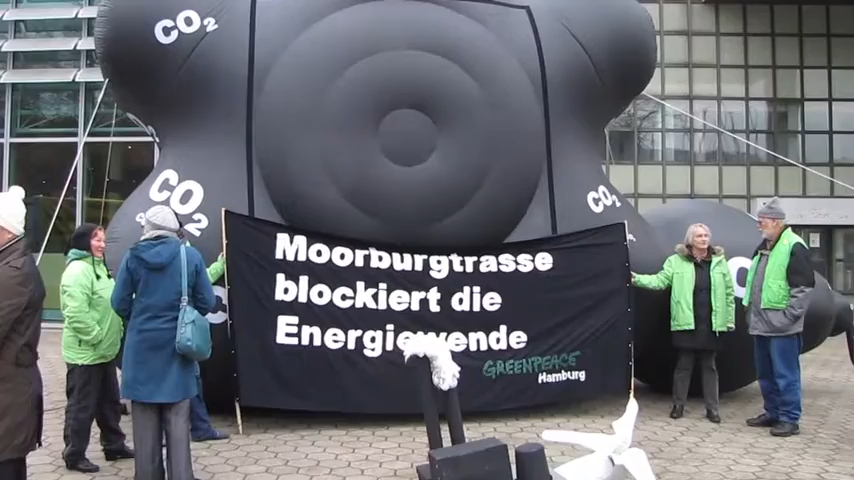 CO2
CO2
CO2
Moorburgtrasse
blockiert die
Energiewende
GREENPEACE
Hamburg